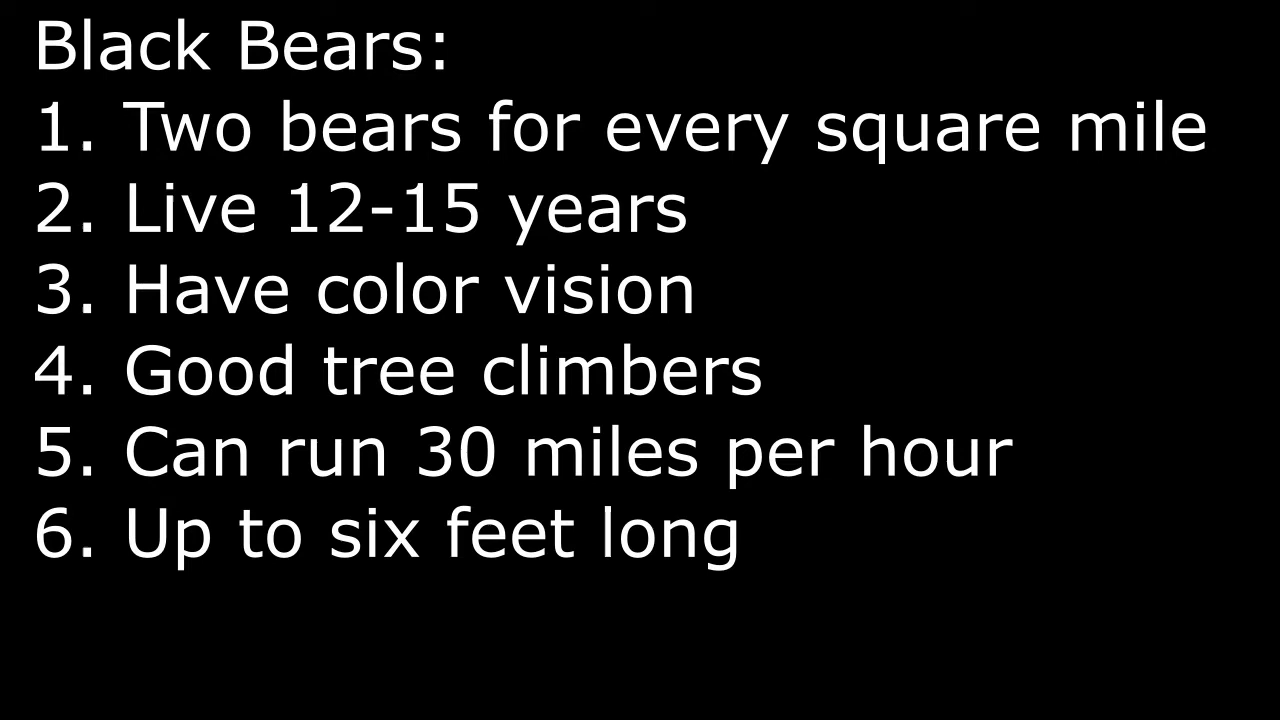 Black Bears:
1. Two bears for every square mile
2. Live 12-15 years
3. Have color vision
4. Good tree climbers
5. Can run 30 miles per hour
6. Up to six feet long